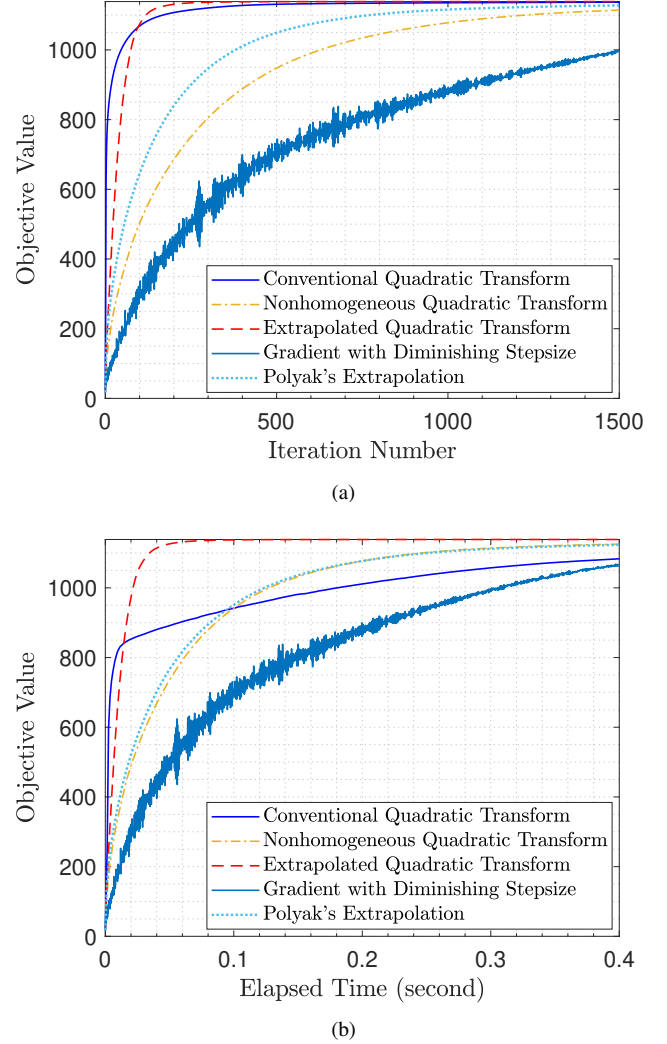 1000
800
600
400
200
0
Objective Value
Conventional Quadratic Transform
Nonhomogeneous Quadratic Transform
Extrapolated Quadratic Transform
Gradient with Diminishing Stepsize
Polyak's Extrapolation
0 500 1000 1500
Iteration Number
(a)
1000
800
600
400
200
0
Objective Value
Conventional Quadratic Transform
Nonhomogeneous Quadratic Transform
Extrapolated Quadratic Transform
Gradient with Diminishing Stepsize
Polyak's Extrapolation
0 0.1 0.2 0.3 0.4
Elapsed Time (second)
(b)